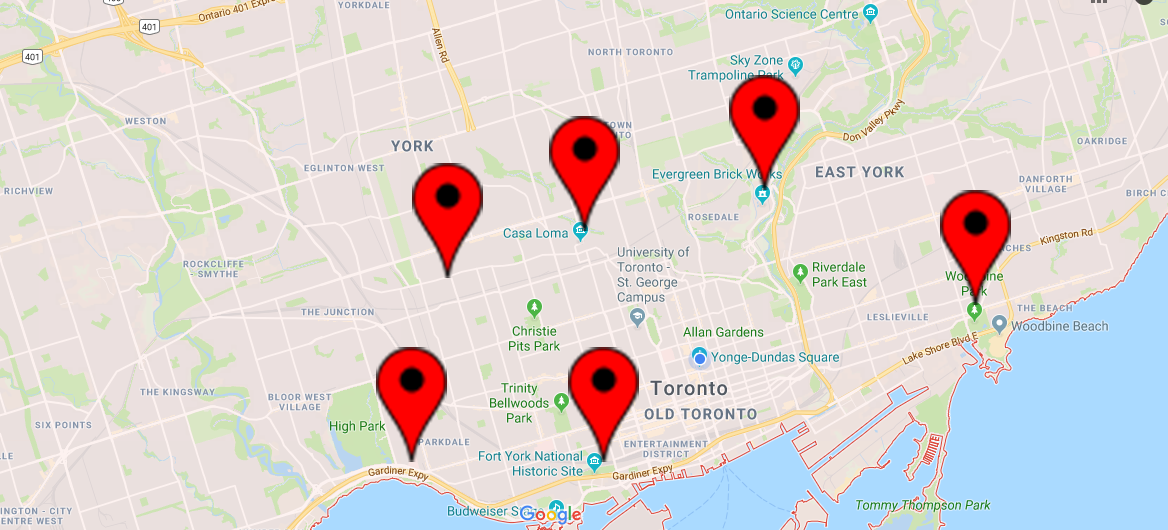 YORKDALE
Ontario 401 Expre
401
401
Allen Rd
Ontario Science Centre
NORTH TORONTO
Sky Zone
Trampoline Park
WESTON
YORK
TOWN
Don Valley Pkwy
OAKRIDGE
EGLINTON WEST
Evergreen Brick Works
EAST YORK
DANFORTH
VILLAGE
RICHVIEW
BIRCH C
ROSEDALE
Casa Loma
Kingston Rd
CHES
ROCKCLIFFE
- SMYTHE
University of
Toronto -
St. George
Campus
Riverdale
Park East
Woodbine
Park
THE JUNCTION
Christie
Pits Park
Allan Gardens
LESLIEVILLE
THE BEACH
Woodbine Beach
Yonge-Dundas Square
Lake Shore Blvd E
THE KINGSWAY
BLOOR WEST
VILLAGE
Trinity
Bellwoods
Park
Toronto
OLD TORONTO
SIX POINTS
High Park
PARKDALE
ENTERTAINMENT
DISTRICT
Fort York National
Historic Site
Gardiner Expy
Gardiner Expy
INGTON - CITY
ENTRE WEST
Budweiser S
Google
Tommy Thompson Park